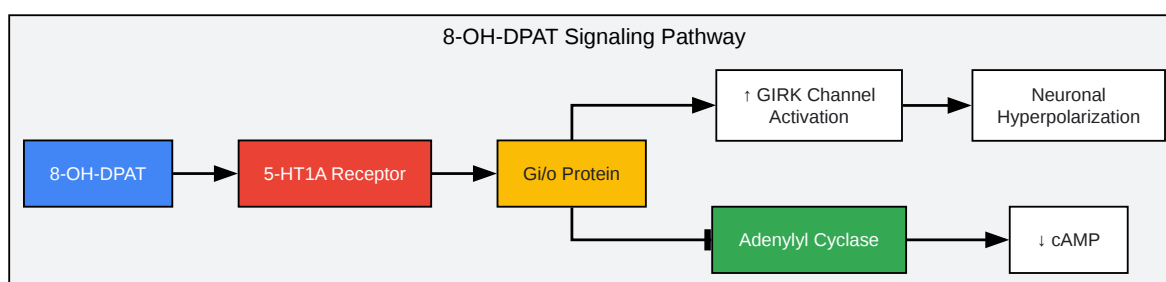 8-OH-DPAT Signaling Pathway
↑ GIRK Channel
Activation
Neuronal
Hyperpolarization
8-OH-DPAT
5-HT1A Receptor
Gi/o Protein
Adenylyl Cyclase
↓ cAMP